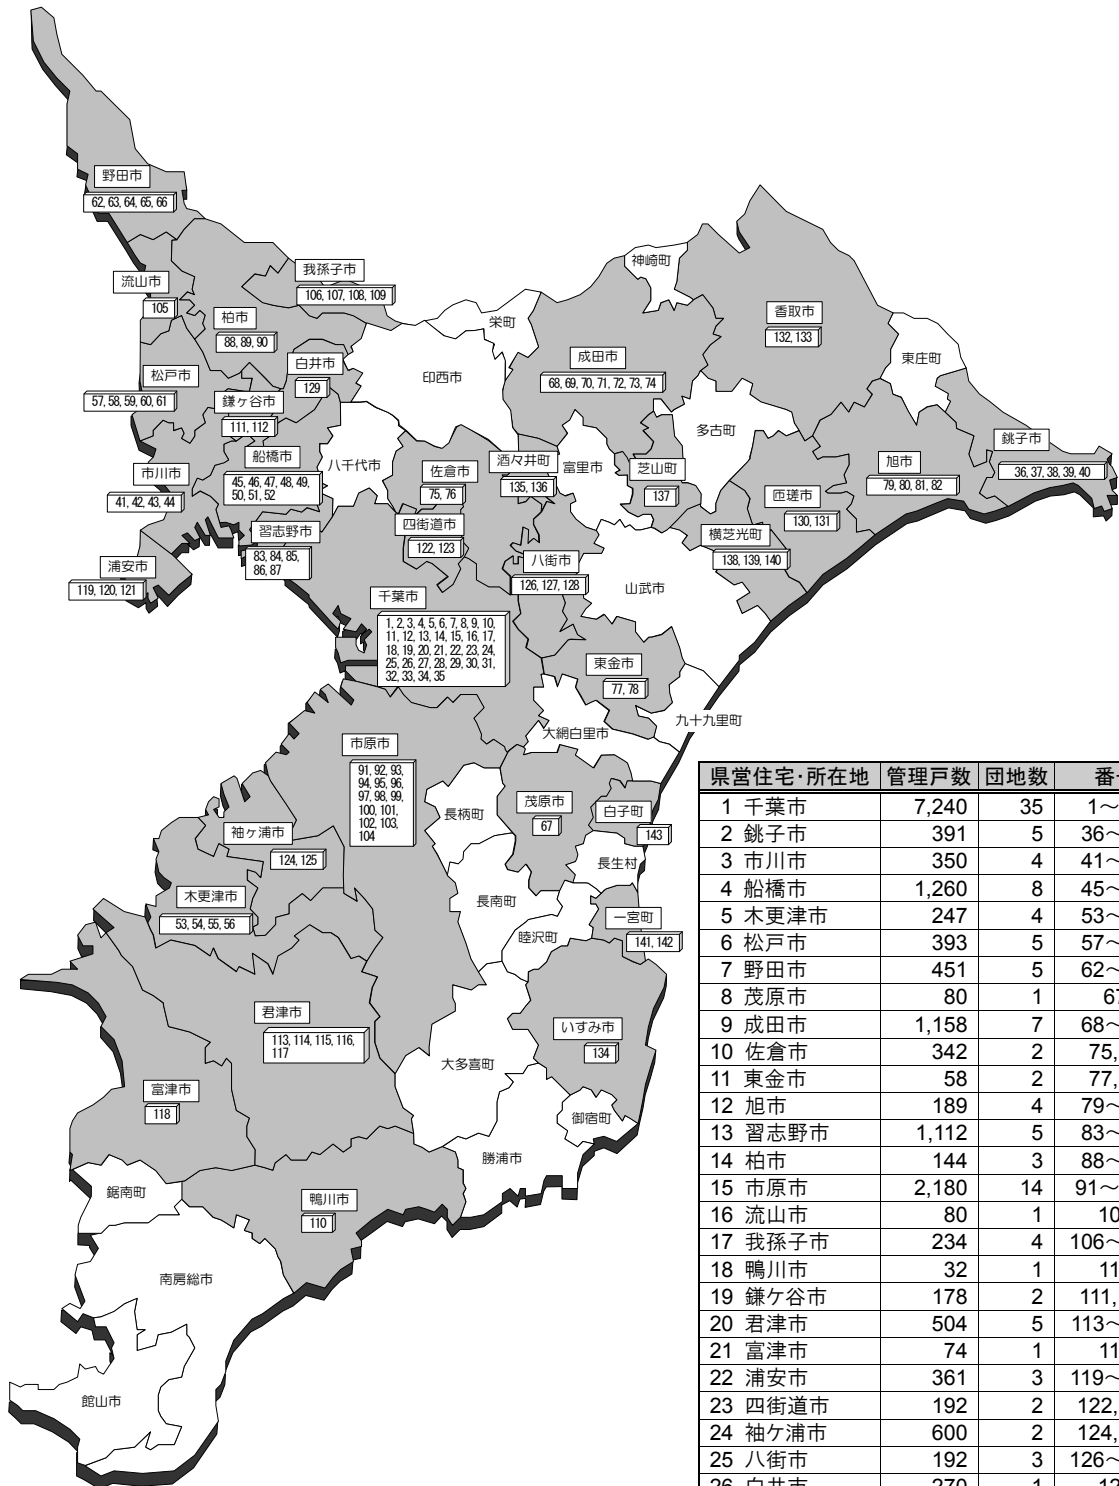 野田市
62, 63, 64, 65, 66
流山市
105
我孫子市
106, 107, 108, 109
柏市
88, 89, 90
松戸市
57, 58, 59, 60, 61
白井市
129
鎌ヶ谷市
111, 112
船橋市
45, 46, 47, 48, 49,
50, 51, 52
市川市
41, 42, 43, 44
習志野市
83, 84, 85,
86, 87
浦安市
119, 120, 121
八千代市
印西市
栄町
神崎町
成田市
68, 69, 70, 71, 72, 73, 74
香取市
132, 133
東庄町
銚子市
36, 37, 38, 39, 40
旭市
79, 80, 81, 82
匝瑳市
130, 131
多古町
横芝光町
138, 139, 140
芝山町
137
富里市
酒々井町
135, 136
佐倉市
75, 76
四街道市
122, 123
八街市
126, 127, 128
山武市
千葉市
1, 2, 3, 4, 5, 6, 7, 8, 9, 10,
11, 12, 13, 14, 15, 16, 17,
18, 19, 20, 21, 22, 23, 24,
25, 26, 27, 28, 29, 30, 31,
32, 33, 34, 35
東金市
77, 78
九十九里町
大網白里市
市原市
91, 92, 93,
94, 95, 96,
97, 98, 99,
100, 101,
102, 103,
104
茂原市
67
白子町
143
長柄町
長生村
長南町
一宮町
141, 142
睦沢町
袖ヶ浦市
124, 125
木更津市
53, 54, 55, 56
君津市
113, 114, 115, 116,
117
いすみ市
134
大多喜町
御宿町
勝浦市
富津市
118
鋸南町
鴨川市
110
南房総市
館山市
県営住宅・所在地 管理戸数 団地数 番
1 千葉市 7,240 35 1～
2 銚子市 391 5 36～
3 市川市 350 4 41～
4 船橋市 1,260 8 45～
5 木更津市 247 4 53～
6 松戸市 393 5 57～
7 野田市 451 5 62～
8 茂原市 80 1 67
9 成田市 1,158 7 68～
10 佐倉市 342 2 75,
11 東金市 58 2 77,
12 旭市 189 4 79～
13 習志野市 1,112 5 83～
14 柏市 144 3 88～
15 市原市 2,180 14 91～
16 流山市 80 1 10
17 我孫子市 234 4 106～
18 鴨川市 32 1 11
19 鎌ケ谷市 178 2 111,
20 君津市 504 5 113～
21 富津市 74 1 11
22 浦安市 361 3 119～
23 四街道市 192 2 122,
24 袖ケ浦市 600 2 124,
25 八街市 192 3 126～
26 白井市 270 1 12